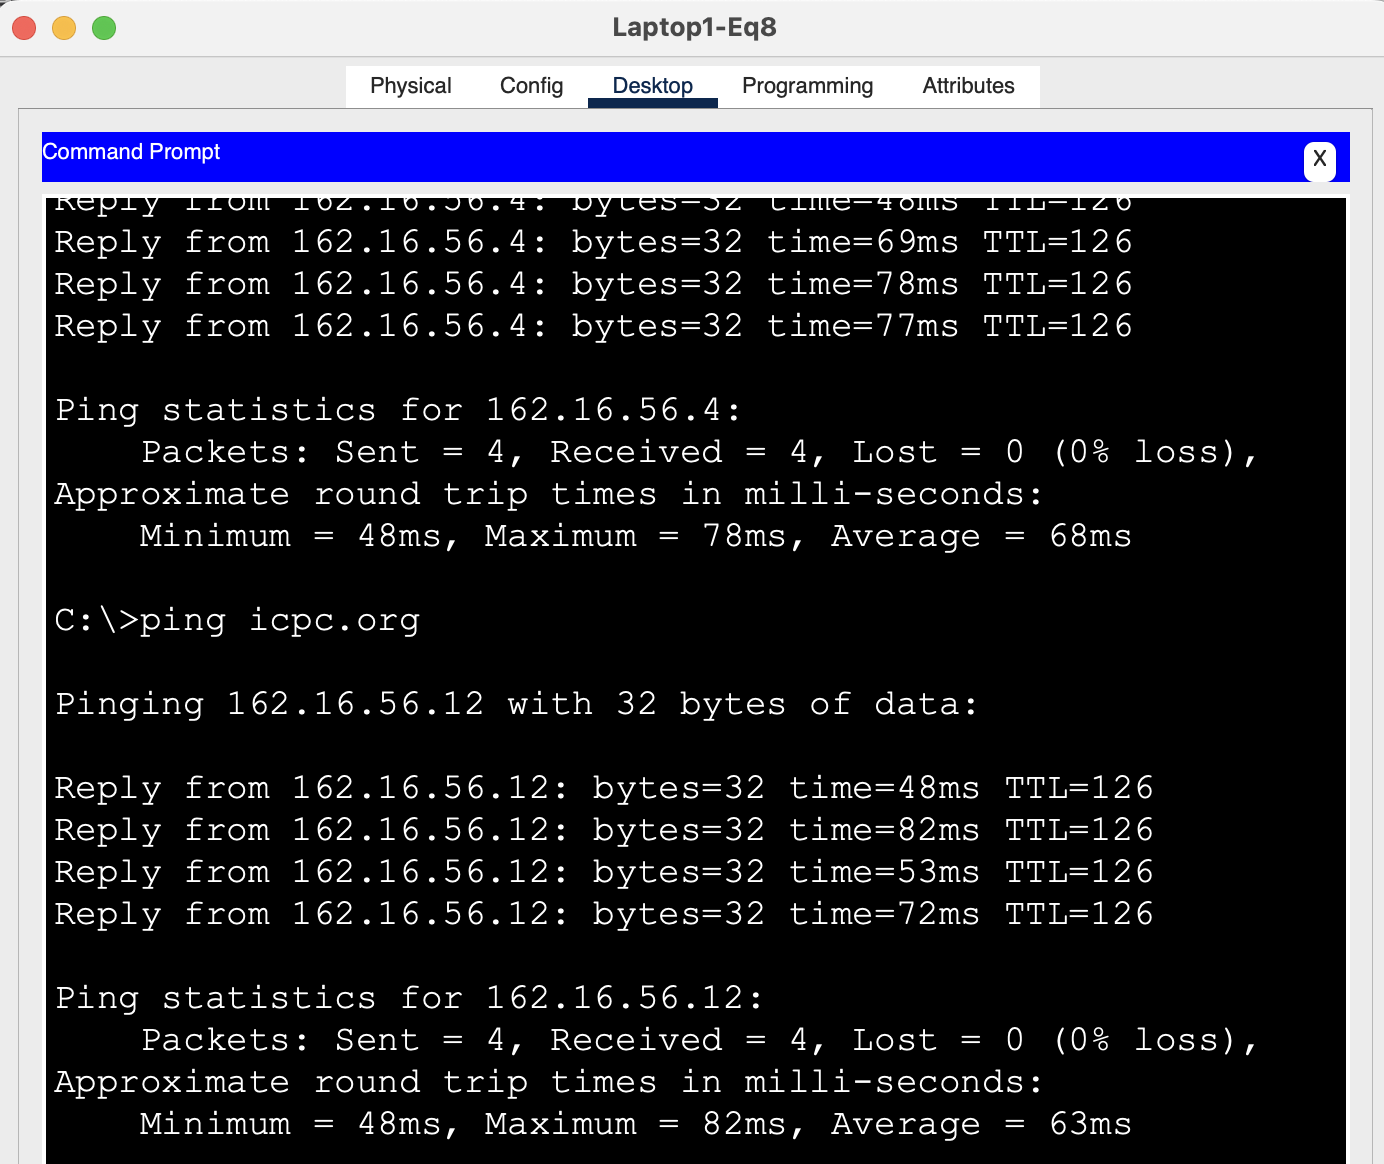 Laptop1-Eq8
Physical Config Desktop Programming Attributes
Command Prompt
X
Reply from 162.16.56.4: bytes=32 time=48ms TTL=126
Reply from 162.16.56.4: bytes=32 time=69ms TTL=126
Reply from 162.16.56.4: bytes=32 time=78ms TTL=126
Reply from 162.16.56.4: bytes=32 time=77ms TTL=126
Ping statistics for 162.16.56.4:
Packets: Sent = 4, Received = 4, Lost = 0 (0% loss),
Approximate round trip times in milli-seconds:
Minimum = 48ms, Maximum = 78ms, Average = 68ms
C:\>ping icpc.org
Pinging 162.16.56.12 with 32 bytes of data:
Reply from 162.16.56.12: bytes=32 time=48ms TTL=126
Reply from 162.16.56.12: bytes=32 time=82ms TTL=126
Reply from 162.16.56.12: bytes=32 time=53ms TTL=126
Reply from 162.16.56.12: bytes=32 time=72ms TTL=126
Ping statistics for 162.16.56.12:
Packets: Sent = 4, Received = 4, Lost = 0 (0% loss),
Approximate round trip times in milli-seconds:
Minimum = 48ms, Maximum = 82ms, Average = 63ms